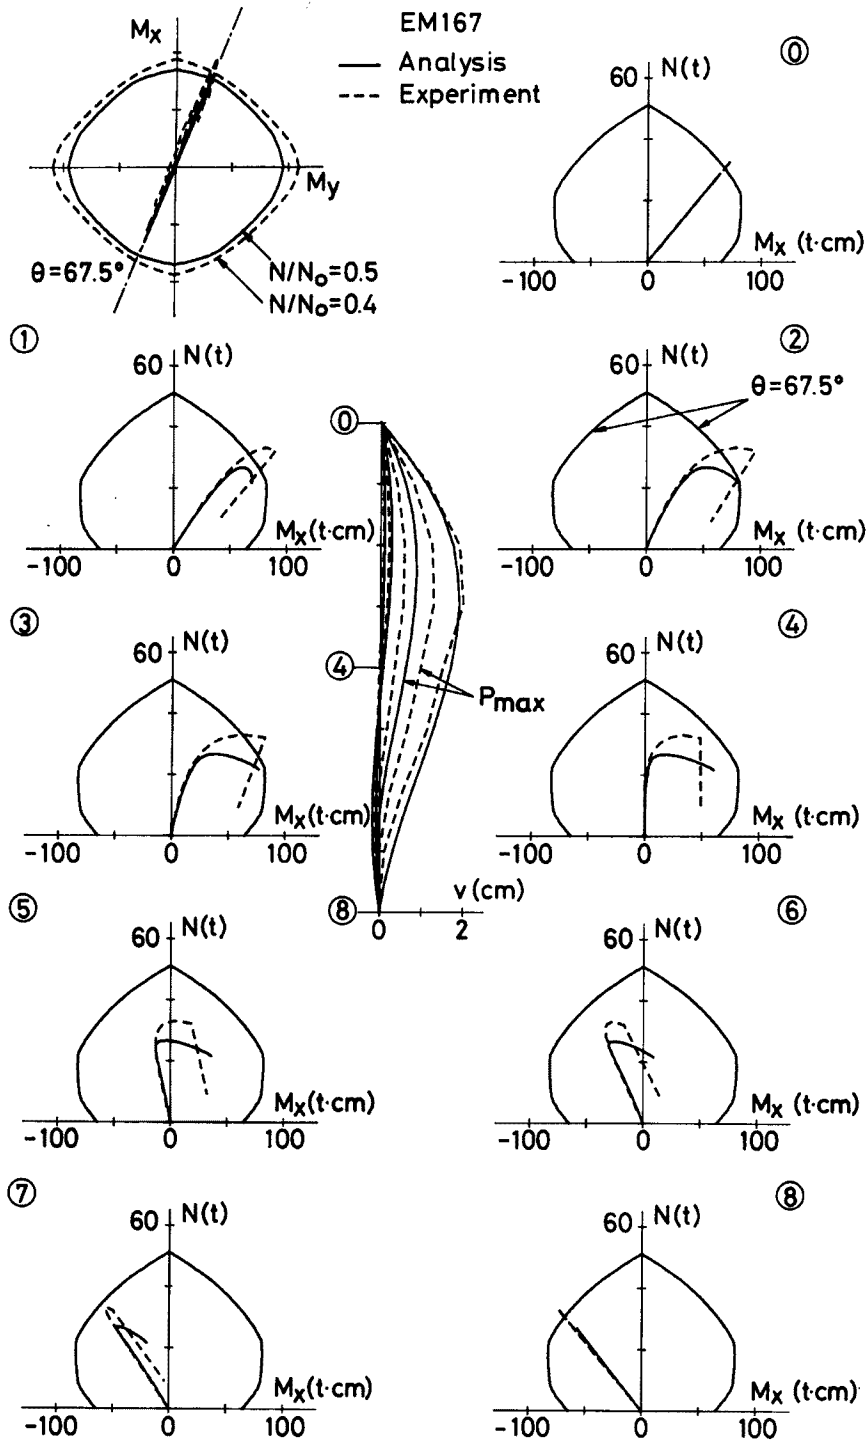 Mx
EM167
Analysis
Experiment
My
θ=67.5°
N/No=0.5
N/No=0.4
⓪
60 N(t)
Mx (t·cm)
-100 0 100
①
60 N(t)
Mx(t·cm)
-100 0 100
②
60 N(t)
θ=67.5°
Mx (t·cm)
-100 0 100
⓪
④
Pmax
⑧
v(cm)
0 2
③
60 N(t)
Mx(t·cm)
-100 0 100
④
60 N(t)
Mx(t·cm)
-100 0 100
⑤
60 N(t)
Mx(t·cm)
-100 0 100
⑥
60 N(t)
Mx (t·cm)
-100 0 100
⑦
60 N(t)
Mx(t·cm)
-100 0 100
⑧
60 N(t)
Mx (t·cm)
-100 0 100